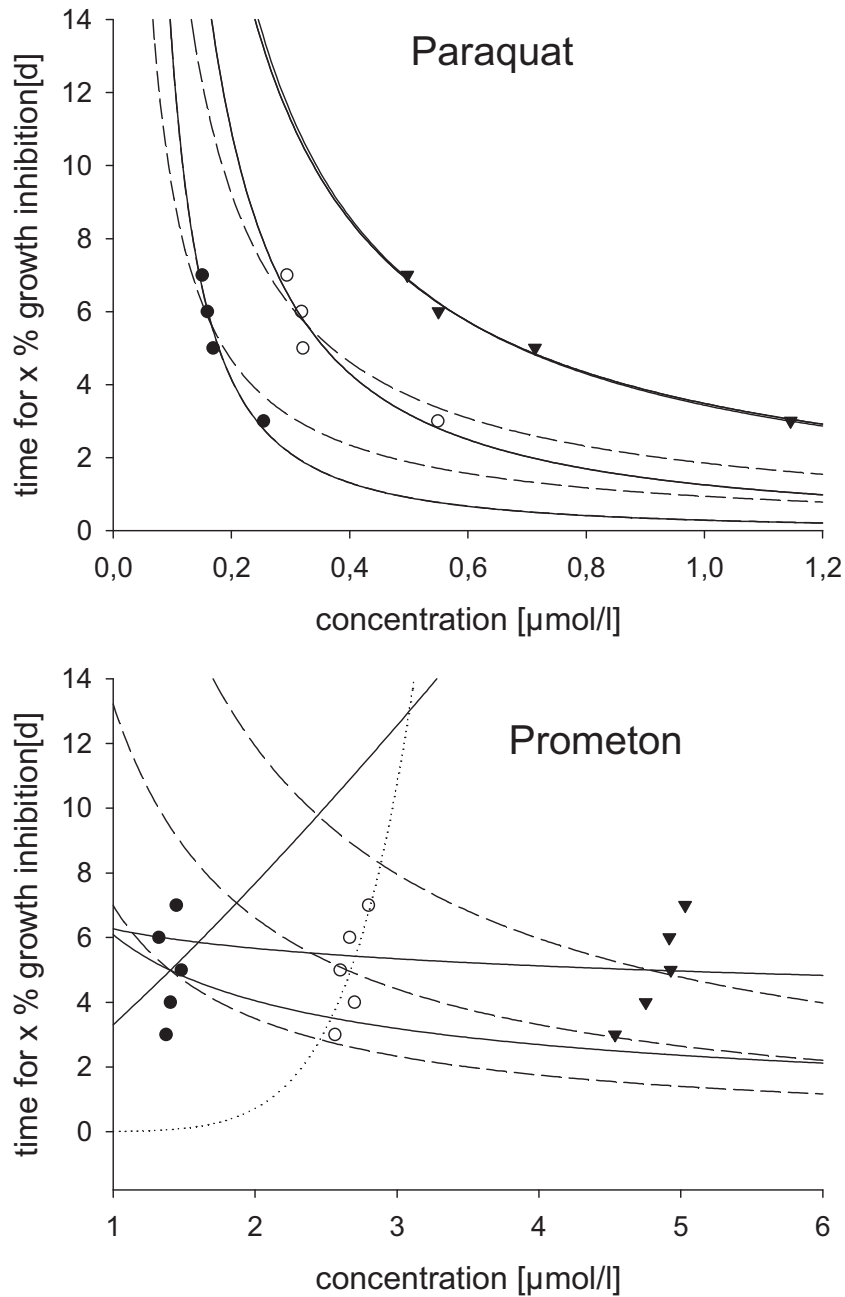 Paraquat
time for x % growth inhibition[d]
14
12
10
8
6
4
2
0
0,0 0,2 0,4 0,6 0,8 1,0 1,2
concentration [µmol/l]
Prometon
time for x % growth inhibition[d]
14
12
10
8
6
4
2
0
1 2 3 4 5 6
concentration [µmol/l]